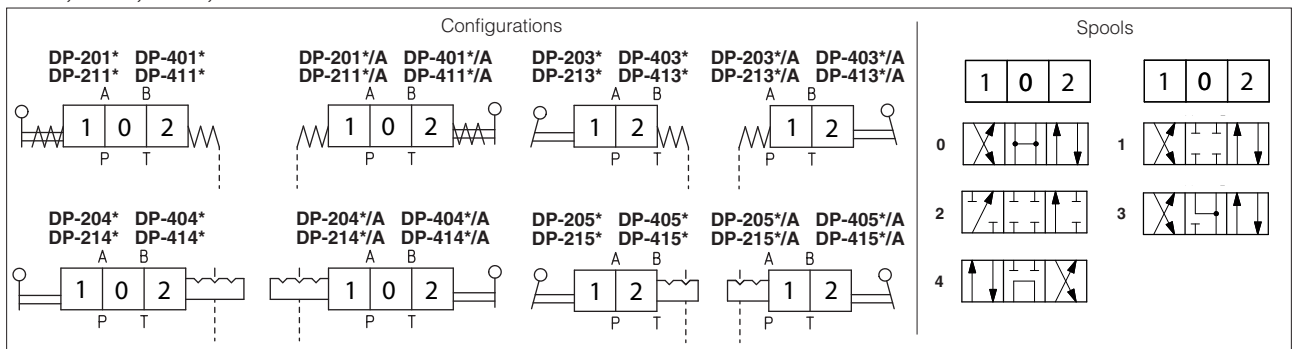 Configurations
Spools
DP-201* DP-401*
DP-211* DP-411*
A B
1 0 2
P T
DP-201*/A DP-401*/A
DP-211*/A DP-411*/A
A B
1 0 2
P T
DP-203* DP-403*
DP-213* DP-413*
A B
1 2
P T
DP-203*/A DP-403*/A
DP-213*/A DP-413*/A
A B
1 2
P T
DP-204* DP-404*
DP-214* DP-414*
A B
1 0 2
P T
DP-204*/A DP-404*/A
DP-214*/A DP-414*/A
A B
1 0 2
P T
DP-205* DP-405*
DP-215* DP-415*
A B
1 2
P T
DP-205*/A DP-405*/A
DP-215*/A DP-415*/A
A B
1 2
P T
1 0 2
1 0 2
0
1
2
3
4